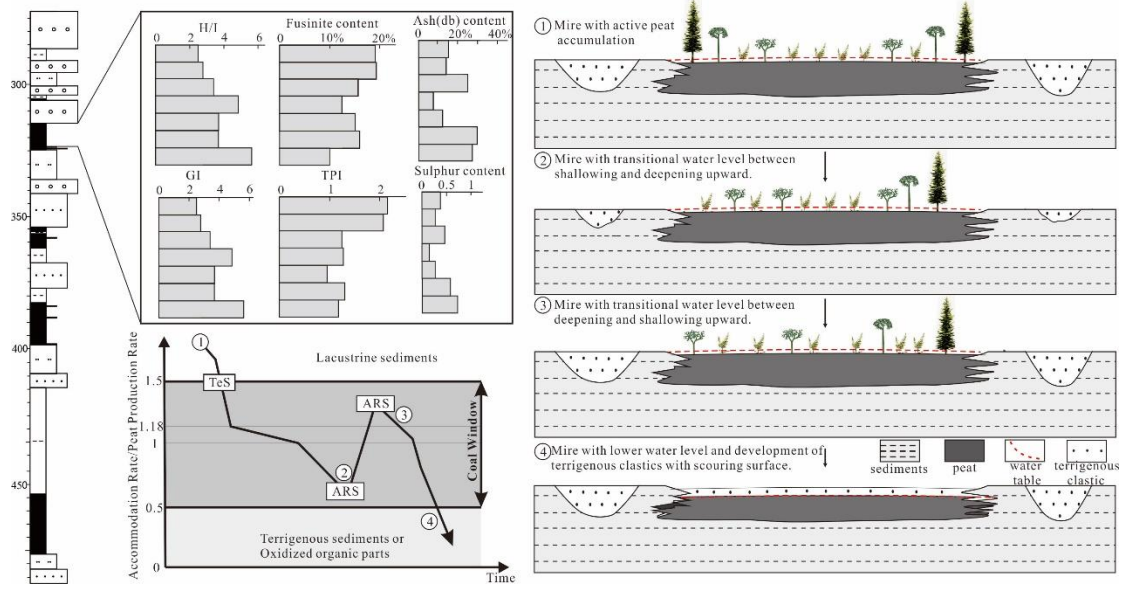 300
350
400
450
H/I
0 2 4 6
Fusinite content
0 10% 20%
Ash(db) content
0 20% 40%
GI
0 2 4 6
TPI
0 1 2
Sulphur content
0 0.5 1
Accommodation Rate/Peat Production Rate
1.5
1.18
1
0.5
0
Lacustrine sediments
①
TeS
ARS
③
②
ARS
④
Coal Window
Terrigenous sediments or
Oxidized organic parts
Time
① Mire with active peat
accumulation
② Mire with transitional water level between
shallowing and deepening upward.
③ Mire with transitional water level between
deepening and shallowing upward.
④ Mire with lower water level and development of
terrigenous clastics with scouring surface.
sediments
peat
water
table
terrigenous
clastic